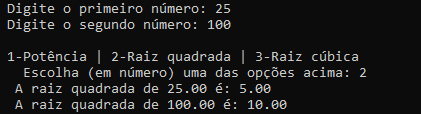 Digite o primeiro número: 25
Digite o segundo número: 100
1-Potência | 2-Raiz quadrada | 3-Raiz cúbica
Escolha (em número) uma das opções acima: 2
A raiz quadrada de 25.00 é: 5.00
A raiz quadrada de 100.00 é: 10.00